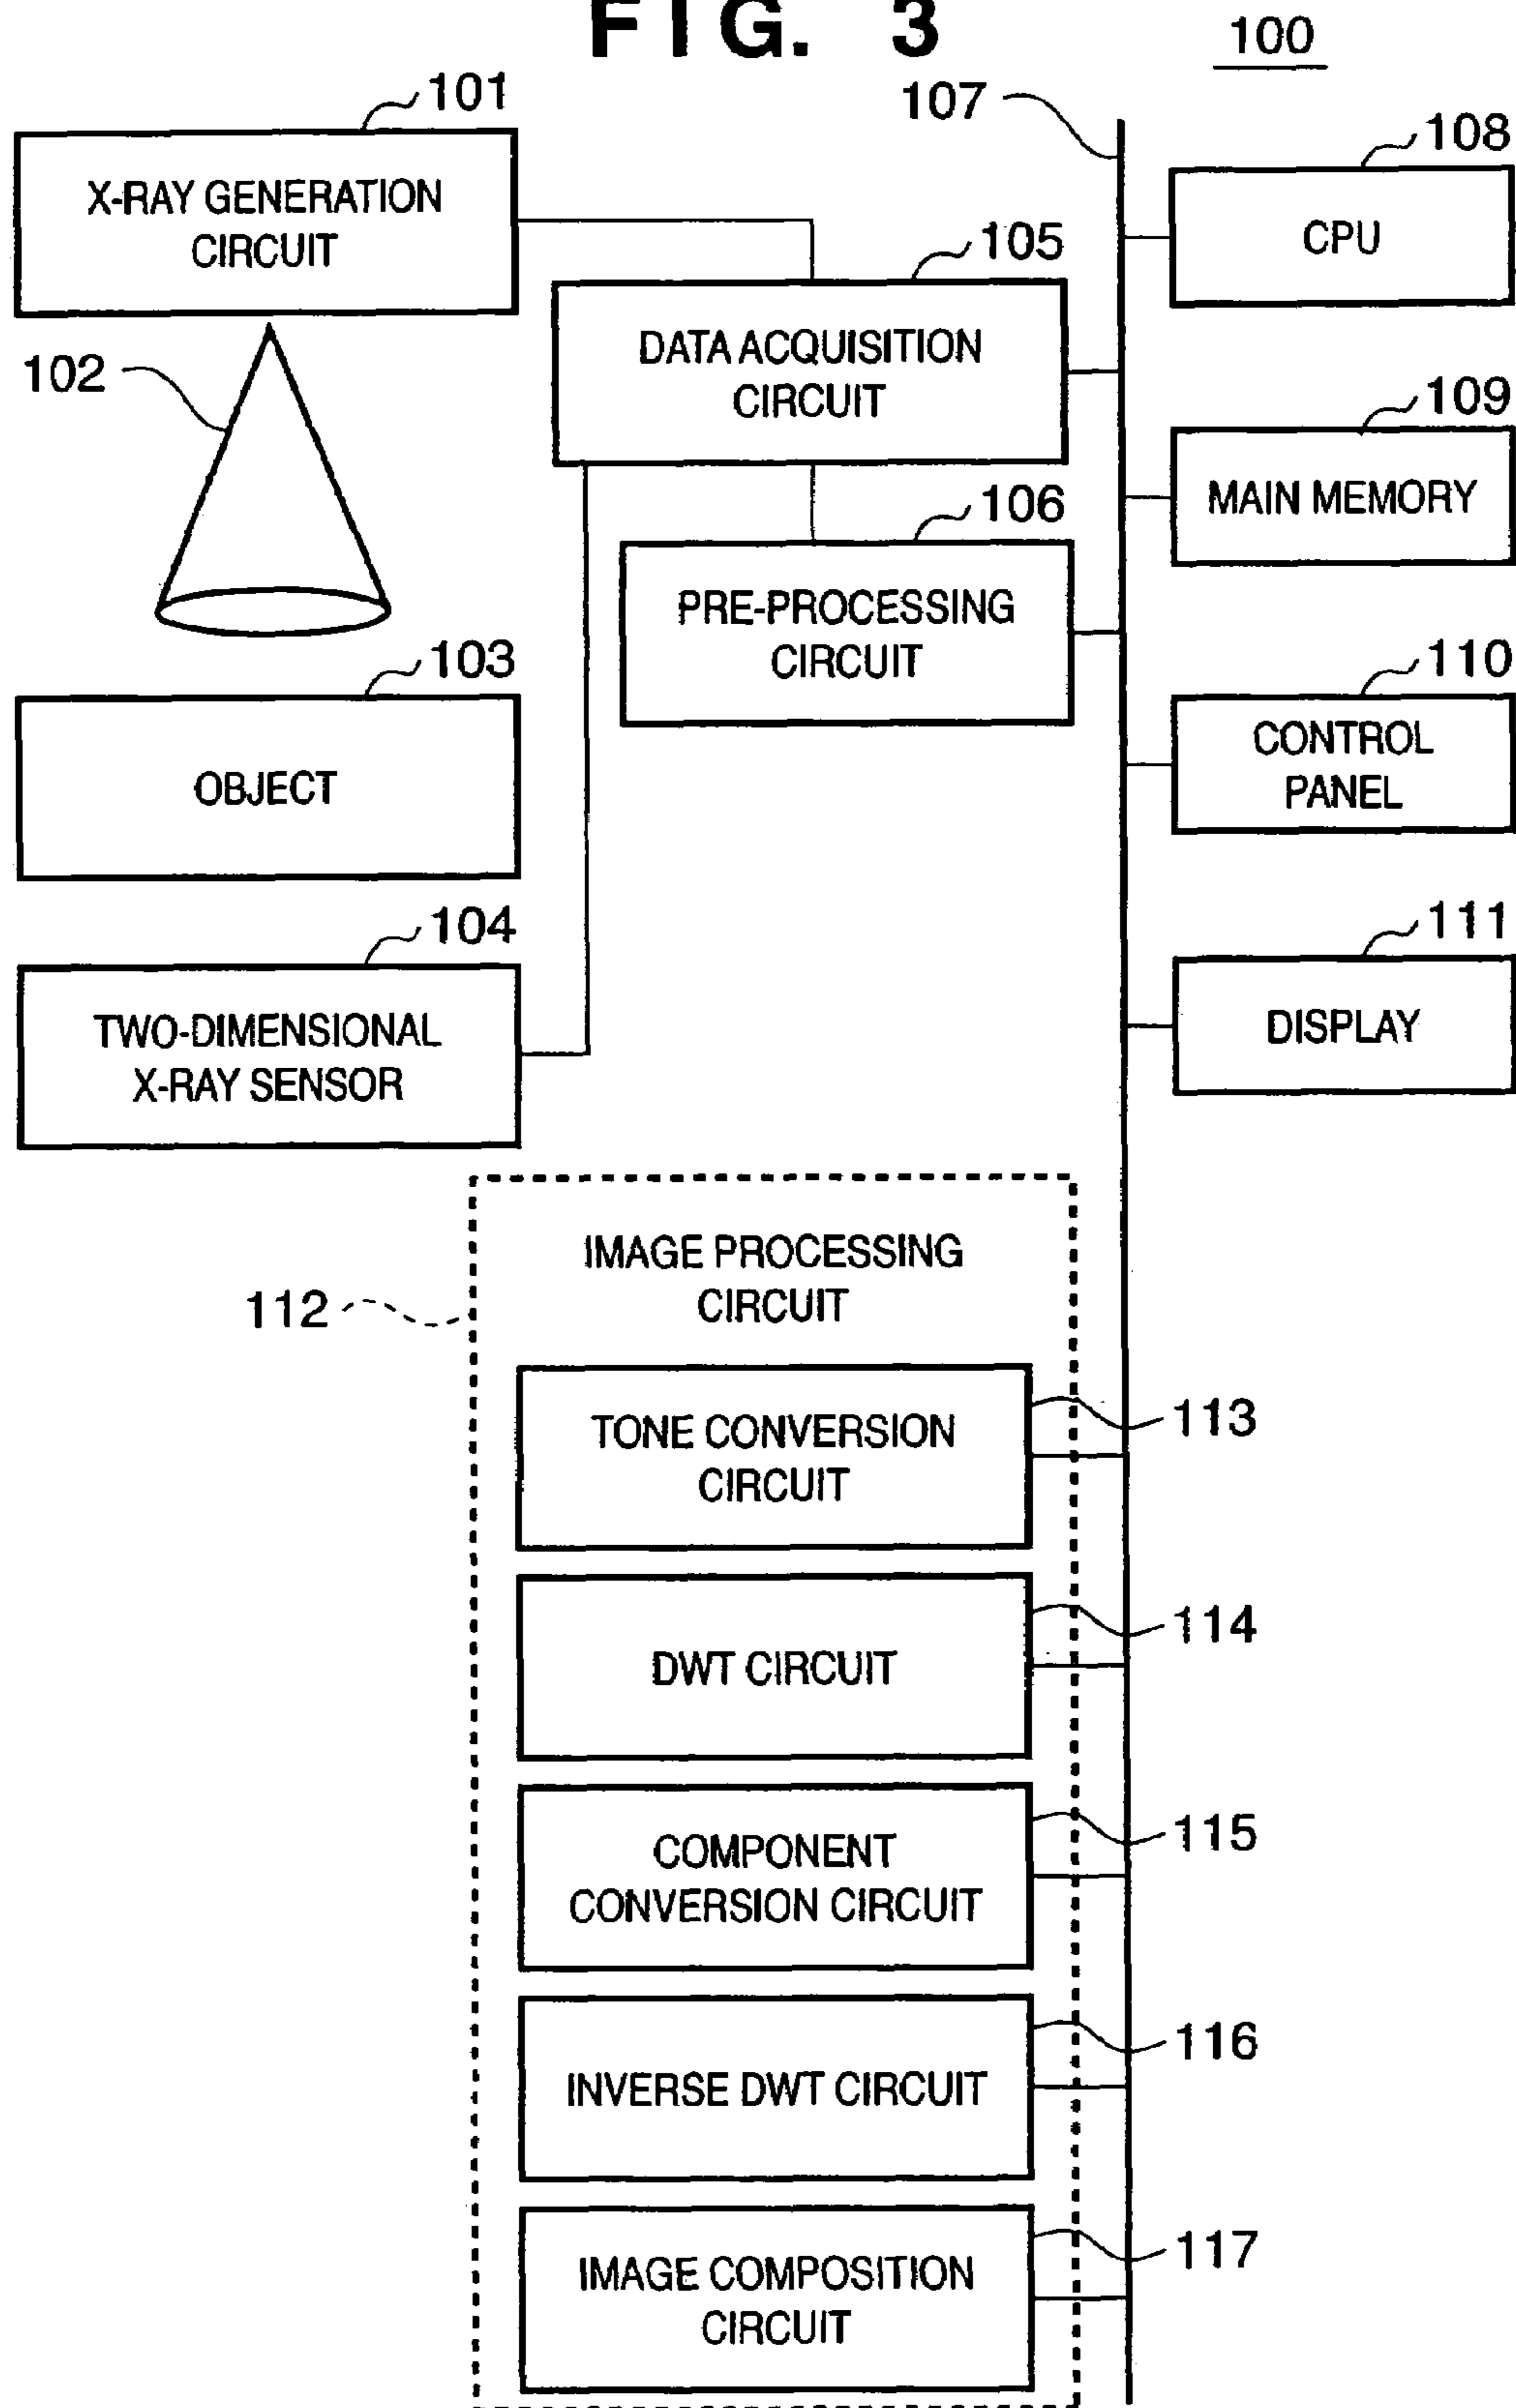 FIG. 3
100
101
X-RAY GENERATION
CIRCUIT
102
103
OBJECT
104
TWO-DIMENSIONAL
X-RAY SENSOR
105
DATA ACQUISITION
CIRCUIT
106
PRE-PROCESSING
CIRCUIT
107
108
CPU
109
MAIN MEMORY
110
CONTROL
PANEL
111
DISPLAY
112
IMAGE PROCESSING
CIRCUIT
TONE CONVERSION
CIRCUIT
113
DWT CIRCUIT
114
COMPONENT
CONVERSION CIRCUIT
115
INVERSE DWT CIRCUIT
116
IMAGE COMPOSITION
CIRCUIT
117